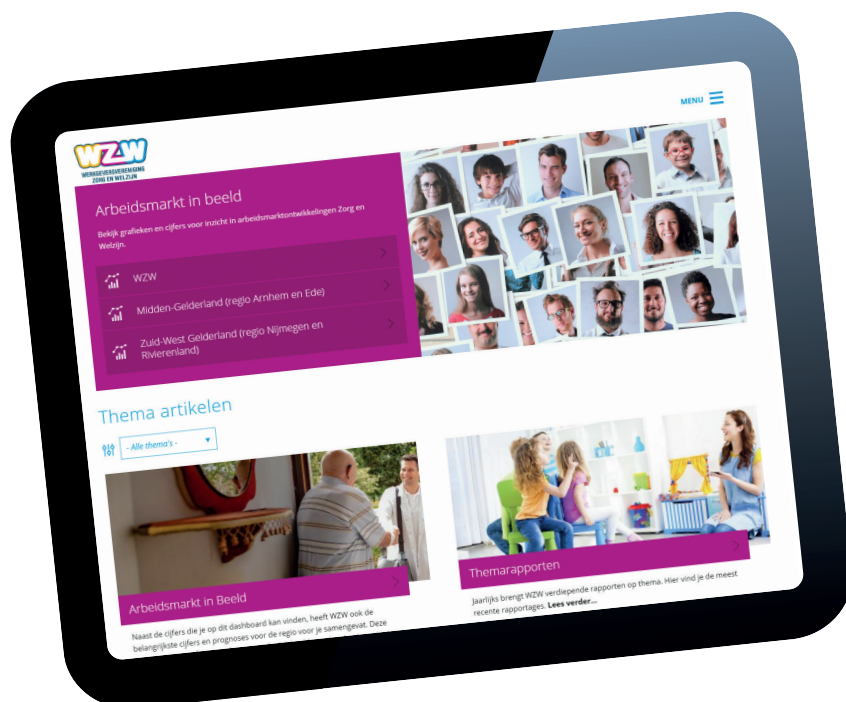 MENU
WZW
WERKGEVERSVERENIGING
ZORG EN WELZIJN
Arbeidsmarkt in beeld
Bekijk grafieken en cijfers voor inzicht in arbeidsmarktontwikkelingen Zorg en
Welzijn.
WZW
Midden-Gelderland (regio Arnhem en Ede)
Zuid-West Gelderland (regio Nijmegen en
Rivierenland)
Thema artikelen
- Alle thema's -
Arbeidsmarkt in Beeld
Naast de cijfers die je op dit dashboard kan vinden, heeft WZW ook de
belangrijkste cijfers en prognoses voor de regio voor je samengevat. Deze
Themarapporten
Jaarlijks brengt WZW verdiepende rapporten op thema. Hier vind je de meest
recente rapportages. Lees verder...